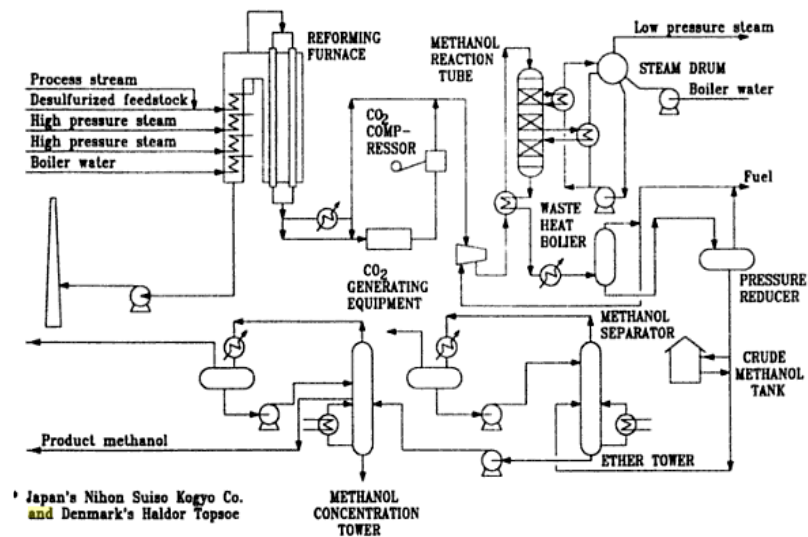 REFORMING
FURNACE
METHANOL
REACTION
TUBE
Low pressure steam
STEAM DRUM
Boiler water
Process stream
Desulfurized feedstock
High pressure steam
High pressure steam
Boiler water
CO2
COMP-
RESSOR
Fuel
WASTE
HEAT
BOLIER
CO2
GENERATING
EQUIPMENT
PRESSURE
REDUCER
METHANOL
SEPARATOR
CRUDE
METHANOL
TANK
Product methanol
ETHER TOWER
METHANOL
CONCENTRATION
TOWER
Japan's Nihon Suiso Kogyo Co.
and Denmark's Haldor Topsoe